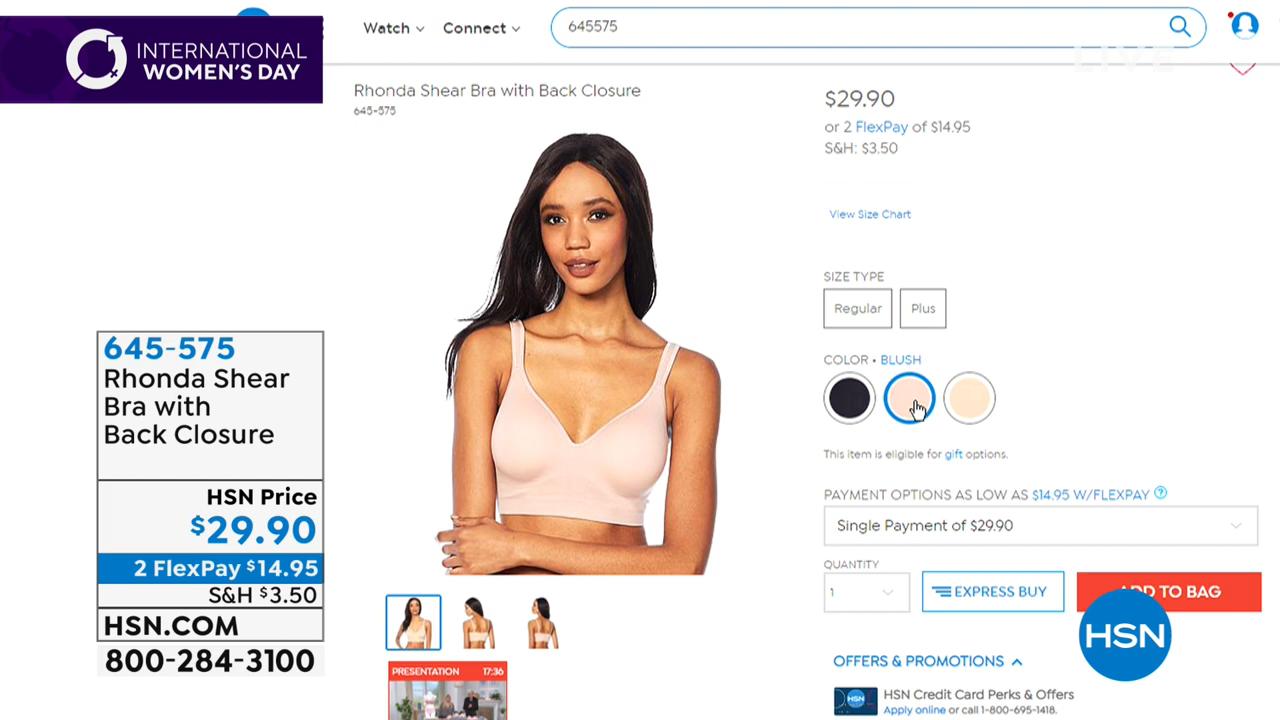 INTERNATIONAL
WOMEN'S DAY
Watch
Connect
645575
LIVE
Rhonda Shear Bra with Back Closure
645-575
$29.90
or 2 FlexPay of $14.95
S&H: $3.50
View Size Chart
SIZE TYPE
Regular
Plus
COLOR • BLUSH
This item is eligible for gift options.
PAYMENT OPTIONS AS LOW AS $14.95 W/FLEXPAY ?
Single Payment of $29.90
QUANTITY
1
EXPRESS BUY
ADD TO BAG
HSN
OFFERS & PROMOTIONS
HSN
HSN Credit Card Perks & Offers
Apply online or call 1-800-695-1418.
PRESENTATION 17:36
645-575
Rhonda Shear
Bra with
Back Closure
HSN Price
$29.90
2 FlexPay $14.95
S&H $3.50
HSN.COM
800-284-3100